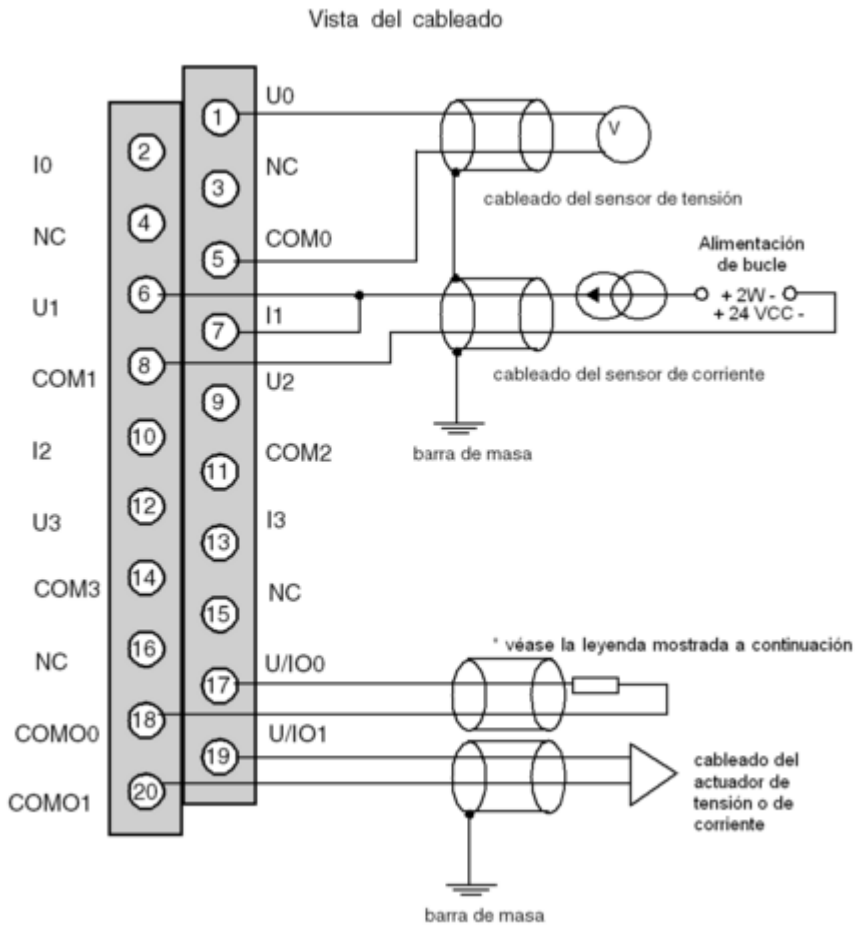 Vista del cableado
U0
1
V
2
I0
NC
3
cableado del sensor de tensión
4
NC
COM0
5
Alimentación
de bucle
6
+ 2W -
+ 24 VCC -
U1
I1
7
8
COM1
U2
cableado del sensor de corriente
9
10
I2
COM2
barra de masa
11
12
U3
I3
13
14
COM3
NC
15
* véase la leyenda mostrada a continuación
16
NC
U/IO0
17
18
COMO0
U/IO1
19
cableado del
actuador de
tensión o de
corriente
20
COMO1
barra de masa